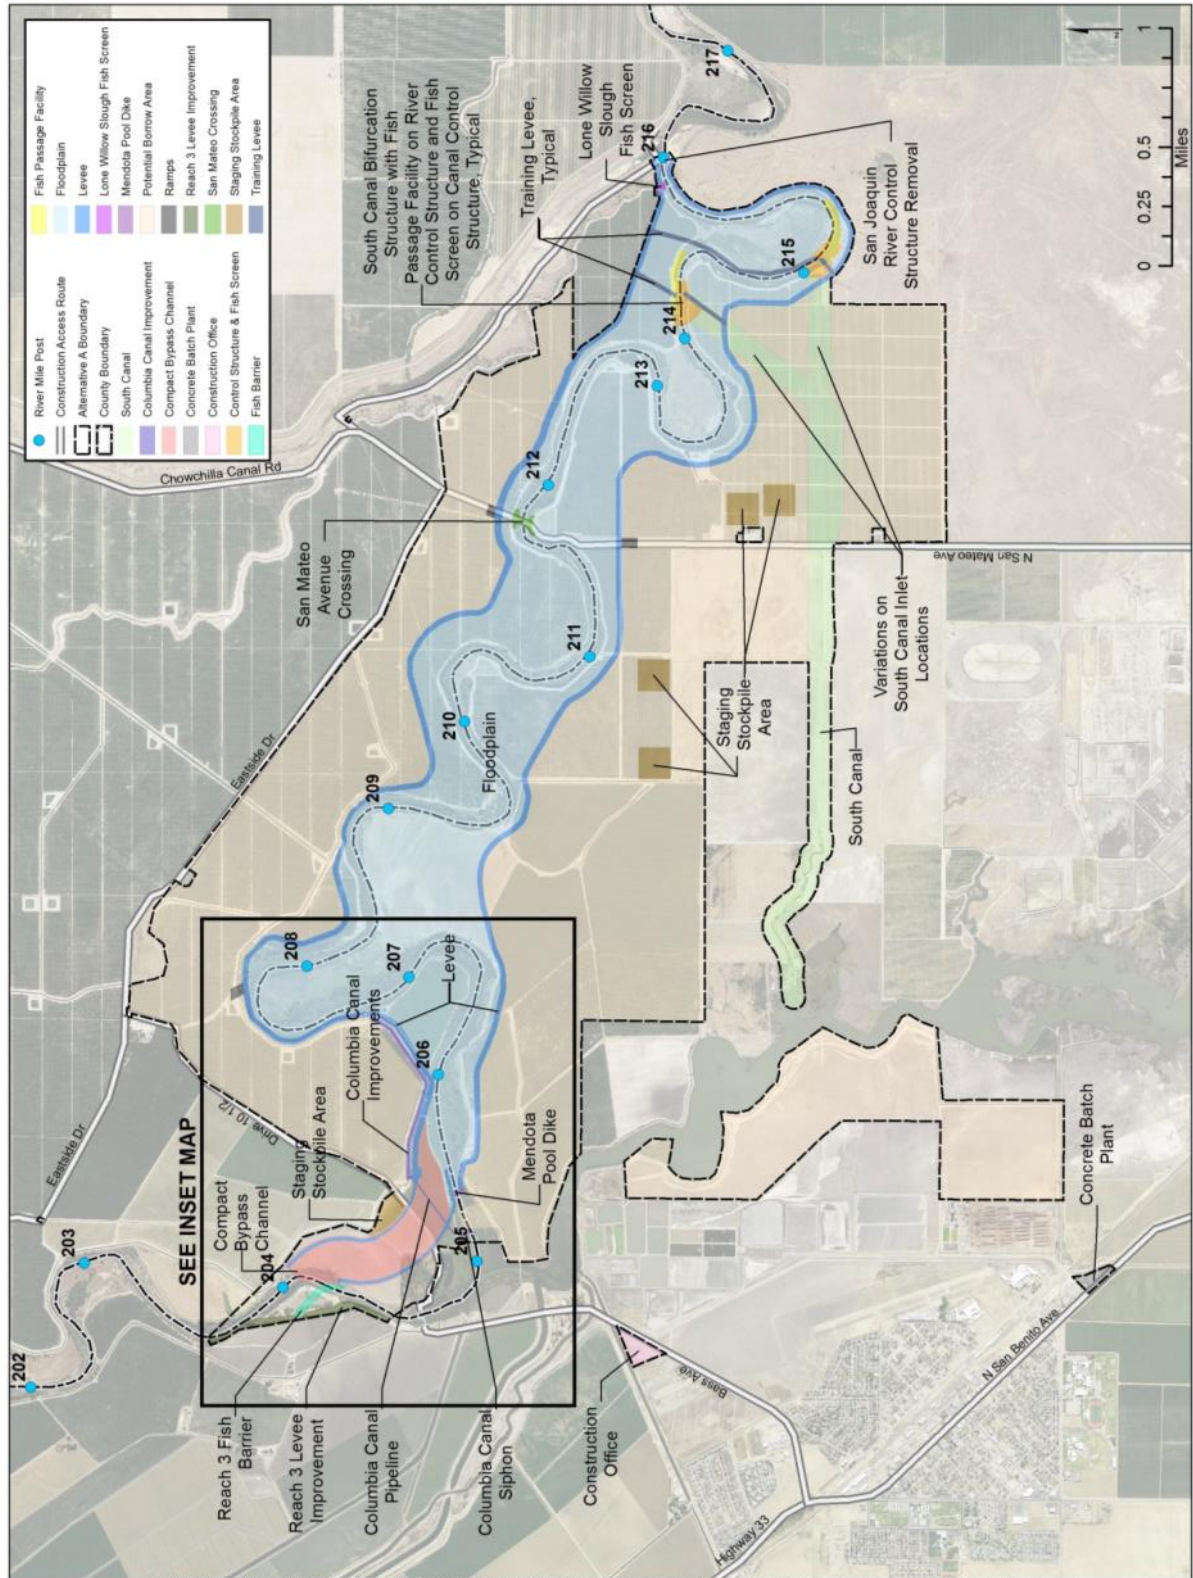 River Mile Post
Construction Access Route
Alternative A Boundary
County Boundary
South Canal
Columbia Canal Improvement
Compact Bypass Channel
Concrete Batch Plant
Construction Office
Control Structure & Fish Screen
Fish Barrier
Fish Passage Facility
Floodplain
Levee
Lone Willow Slough Fish Screen
Mendota Pool Dike
Potential Borrow Area
Ramps
Reach 3 Levee Improvement
San Mateo Crossing
Staging Stockpile Area
Training Levee
202
203
Eastside Dr
SEE INSET MAP
Drive 10 1/2
Eastside Dr
Chowchilla Canal Rd
Reach 3 Fish
Barrier
Reach 3 Levee
Improvement
Columbia Canal
Pipeline
Columbia Canal
Siphon
204
Compact
Bypass
Channel
Staging
Stockpile Area
Columbia Canal
Improvements
Levee
205
206
207
208
Mendota
Pool Dike
209
210
Floodplain
211
San Mateo
Avenue
Crossing
212
213
214
South Canal Bifurcation
Structure with Fish
Passage Facility on River
Control Structure and Fish
Screen on Canal Control
Structure, Typical
Training Levee,
Typical
Lone Willow
Slough
Fish Screen
215
216
217
San Joaquin
River Control
Structure Removal
Staging
Stockpile
Area
South Canal
Variations on
South Canal Inlet
Locations
N San Mateo Ave
Construction
Office
Bass Ave
Highway 33
N San Benito Ave
Concrete Batch
Plant
N
0 0.25 0.5 1
Miles